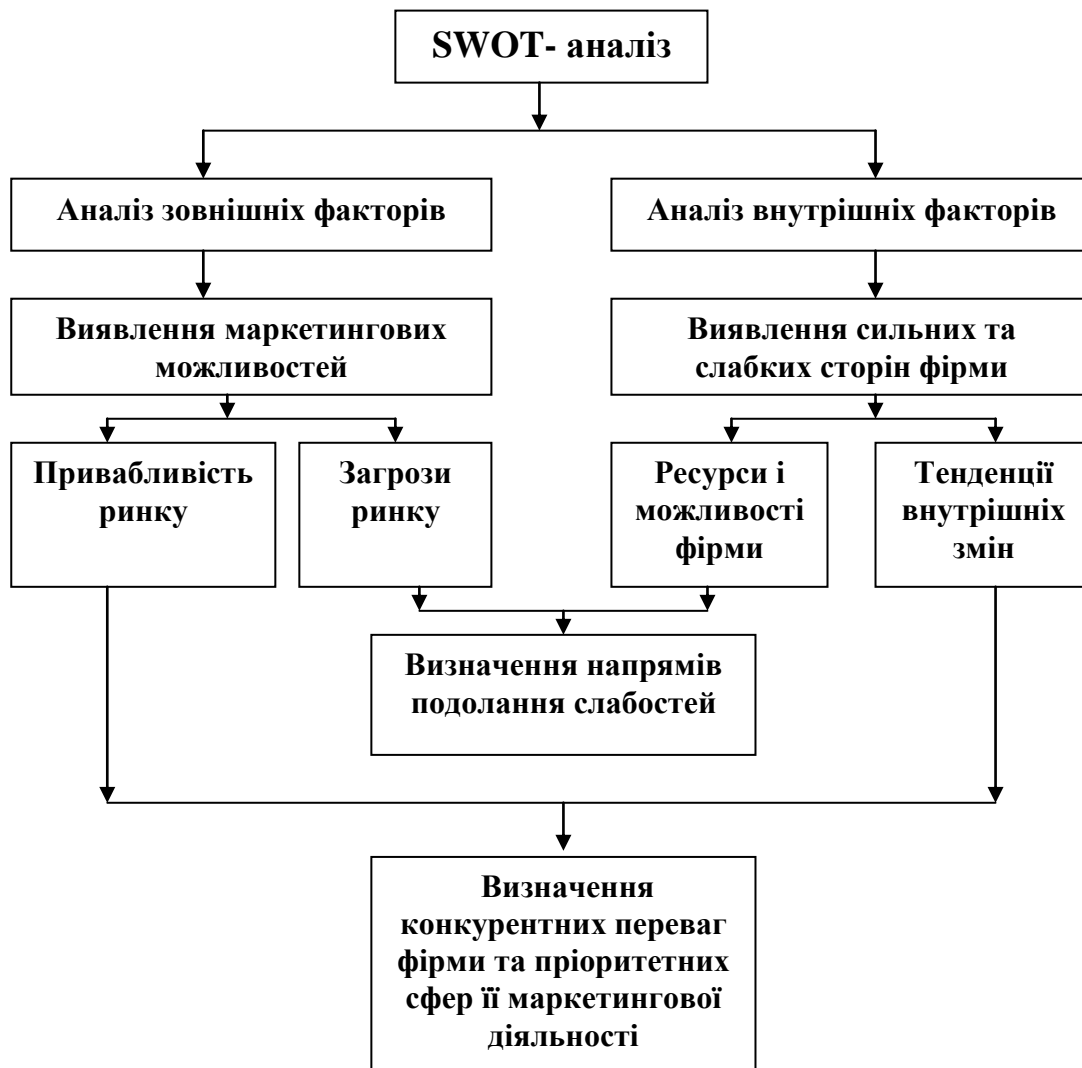 SWOT- аналіз
Аналіз зовнішніх факторів
Аналіз внутрішніх факторів
Виявлення маркетингових
можливостей
Виявлення сильних та
слабких сторін фірми
Привабливість
ринку
Загрози
ринку
Ресурси і
можливості
фірми
Тенденції
внутрішніх
змін
Визначення напрямів
подолання слабостей
Визначення
конкурентних переваг
фірми та пріоритетних
сфер її маркетингової
діяльності